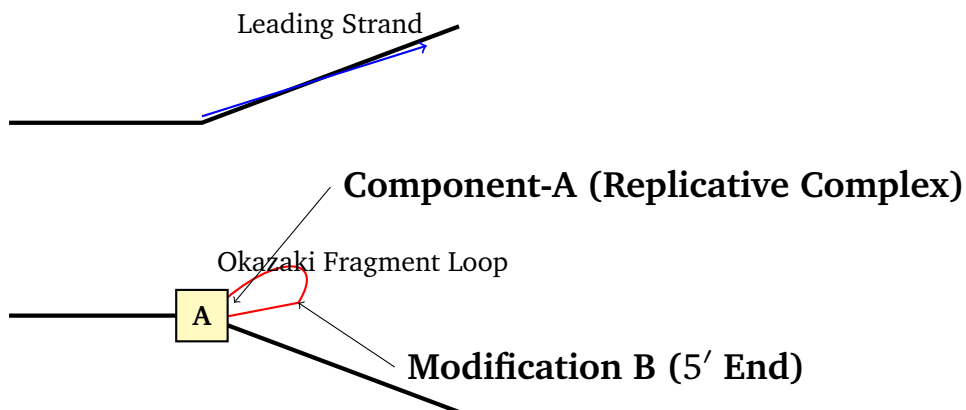 Leading Strand
Component-A (Replicative Complex)
Okazaki Fragment Loop
A
Modification B (5′ End)